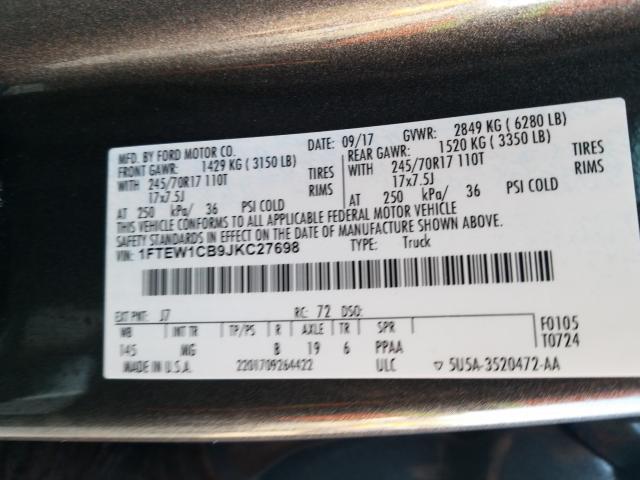 MFD. BY FORD MOTOR CO.
DATE: 09/17 GVWR: 2849 KG ( 6280 LB)
FRONT GAWR: 1429 KG ( 3150 LB) REAR GAWR: 1520 KG ( 3350 LB)
WITH 245/70R17 110T TIRES WITH 245/70R17 110T TIRES
17x7.5J RIMS 17x7.5J RIMS
AT 250 kPa/ 36 PSI COLD AT 250 kPa/ 36 PSI COLD
THIS VEHICLE CONFORMS TO ALL APPLICABLE FEDERAL MOTOR VEHICLE
SAFETY STANDARDS IN EFFECT ON THE DATE OF MANUFACTURE SHOWN ABOVE.
VIN: 1FTEW1CB9JKC27698 TYPE: Truck
EXT PNT: J7 RC: 72 DSO:
WB INT TR TP/PS R AXLE TR SPR F0105
145 MG B 19 6 PPAA T0724
MADE IN U.S.A. 2201709264422 ULC ▽ 5U5A-3520472-AA